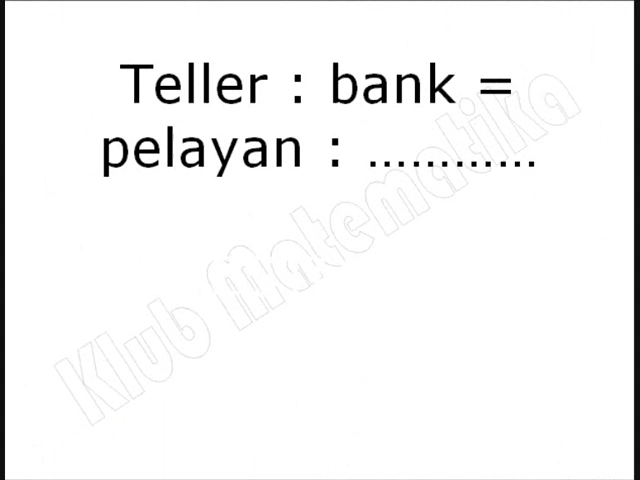 Teller : bank =
pelayan : ............
Klub Matematika